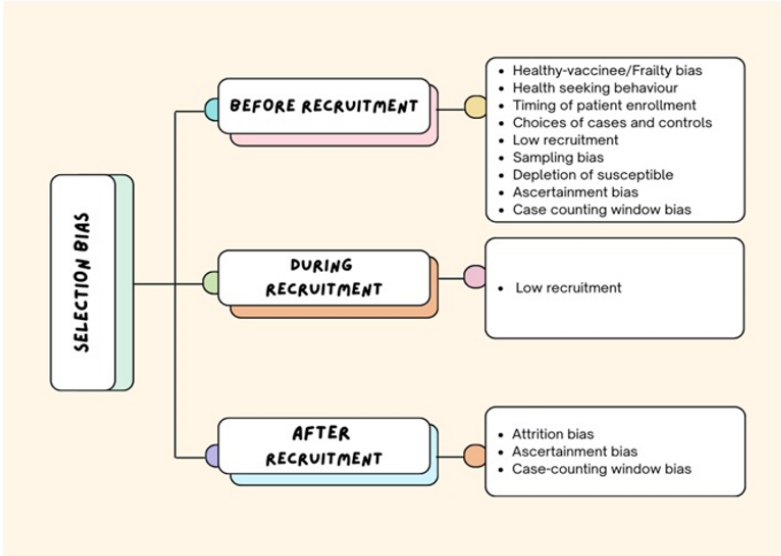 SELECTION BIAS
BEFORE RECRUITMENT
• Healthy-vaccinee/Frailty bias
• Health seeking behaviour
• Timing of patient enrollment
• Choices of cases and controls
• Low recruitment
• Sampling bias
• Depletion of susceptible
• Ascertainment bias
• Case counting window bias
DURING
RECRUITMENT
• Low recruitment
AFTER
RECRUITMENT
• Attrition bias
• Ascertainment bias
• Case-counting window bias